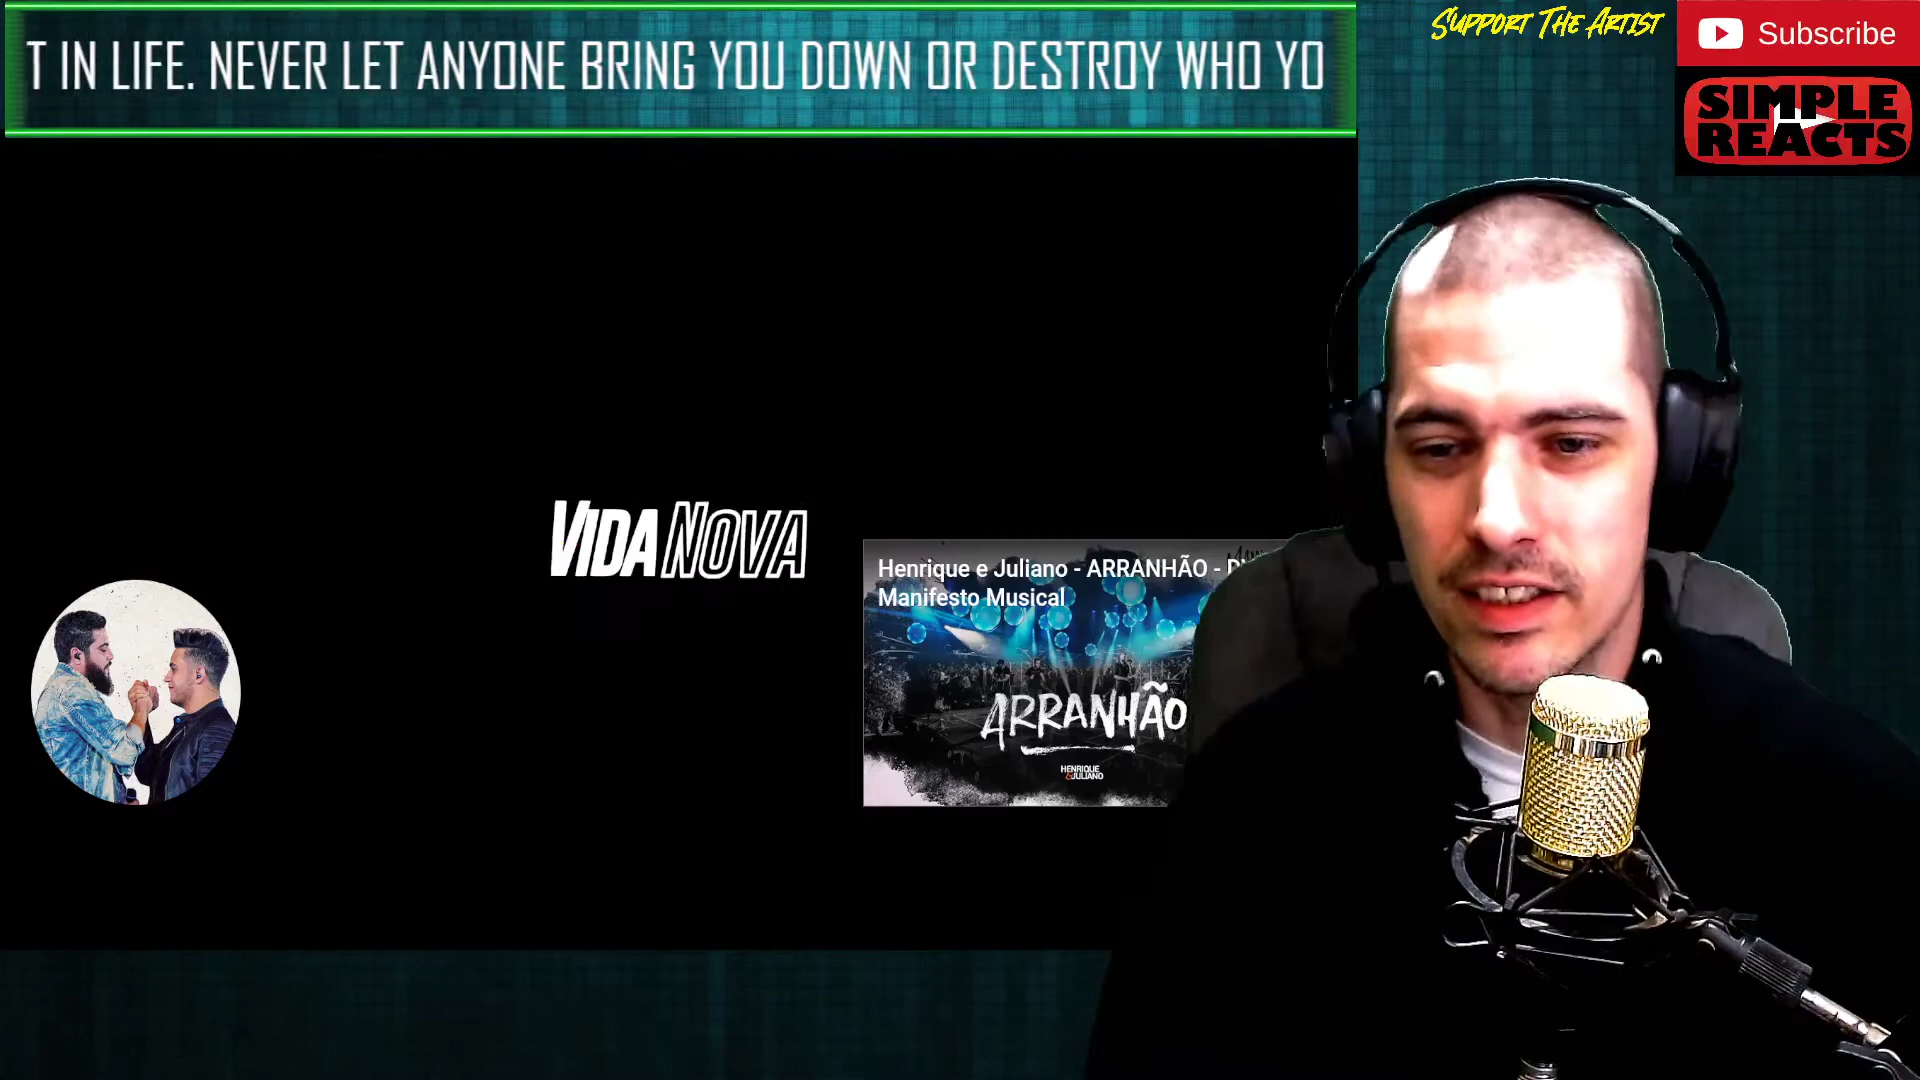 T IN LIFE. NEVER LET ANYONE BRING YOU DOWN OR DESTROY WHO YO
SUPPORT THE ARTIST
Subscribe
SIMPLE
REACTS
VIDA NOVA
Henrique e Juliano - ARRANHÃO -
Manifesto Musical
ARRANHÃO
HENRIQUE
&JULIANO